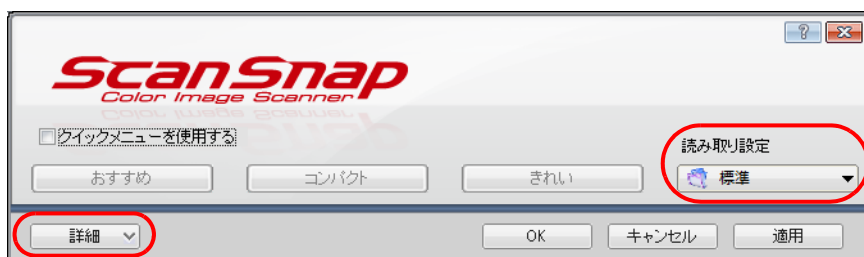 ScanSnap
Color Image Scanner
クイックメニューを使用する
読み取り設定
おすすめ
コンパクト
きれい
標準
詳細
OK
キャンセル
適用